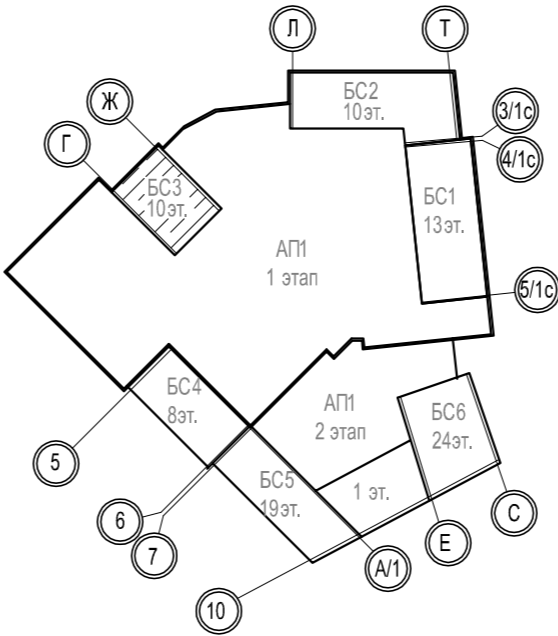 Л
Т
Ж
БС2
10эт.
3/1с
Г
4/1с
БС3
10эт.
БС1
13эт.
АП1
1 этап
5/1с
БС4
8эт.
АП1
2 этап
БС6
24эт.
5
БС5
19эт.
1 эт.
6
С
7
Е
А/1
10